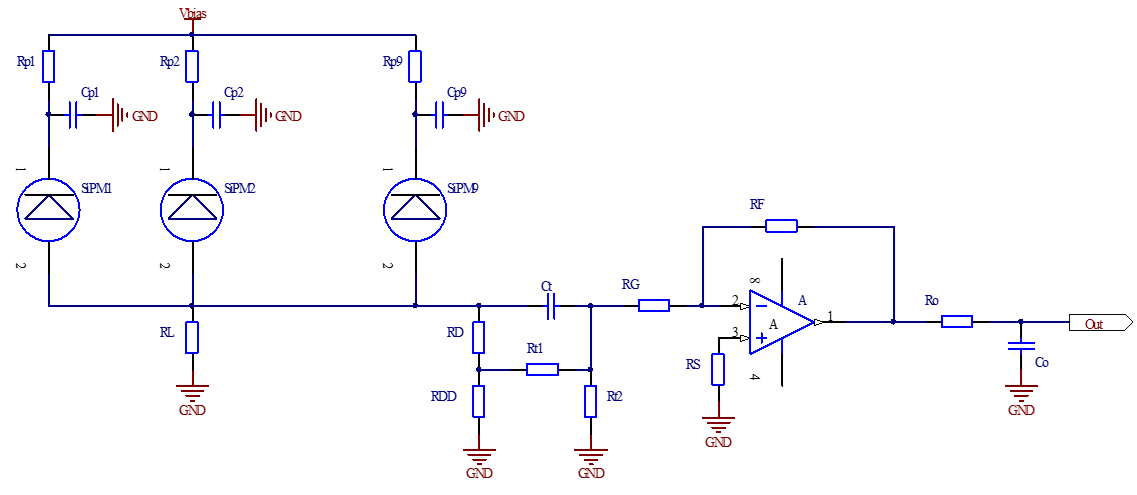 Vbias
Rp1
Rp2
Rp9
Cp1
Cp2
Cp9
GND
GND
GND
1
1
1
SiPM1
SiPM2
SiPM9
2
2
2
RF
8
Ct
RG
2
A
A
1
Ro
Out
RL
RD
Rt1
3
RS
4
Co
RDD
Rt2
GND
GND
GND
GND
GND